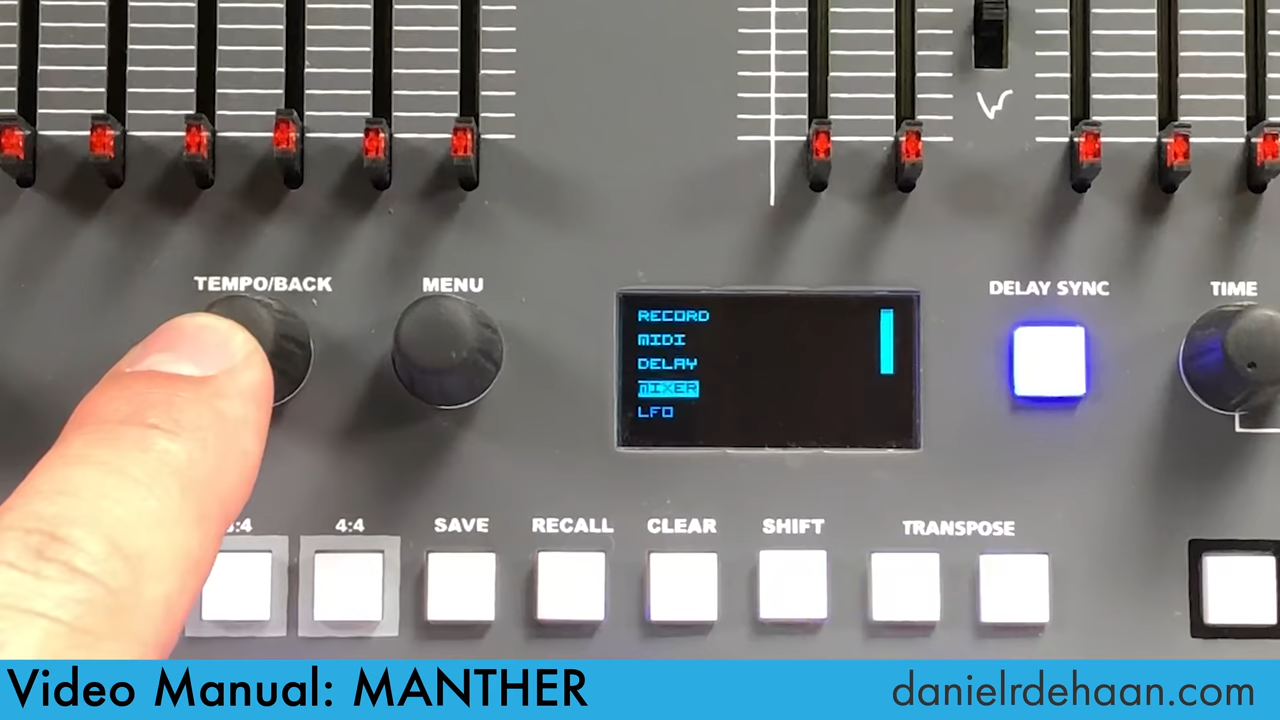 TEMPO/BACK
MENU
DELAY SYNC
TIME
RECORD
MIDI
DELAY
MIXER
LFO
:4
4:4
SAVE
RECALL
CLEAR
SHIFT
TRANSPOSE
Video Manual: MANTHER
danielrdehaan.com